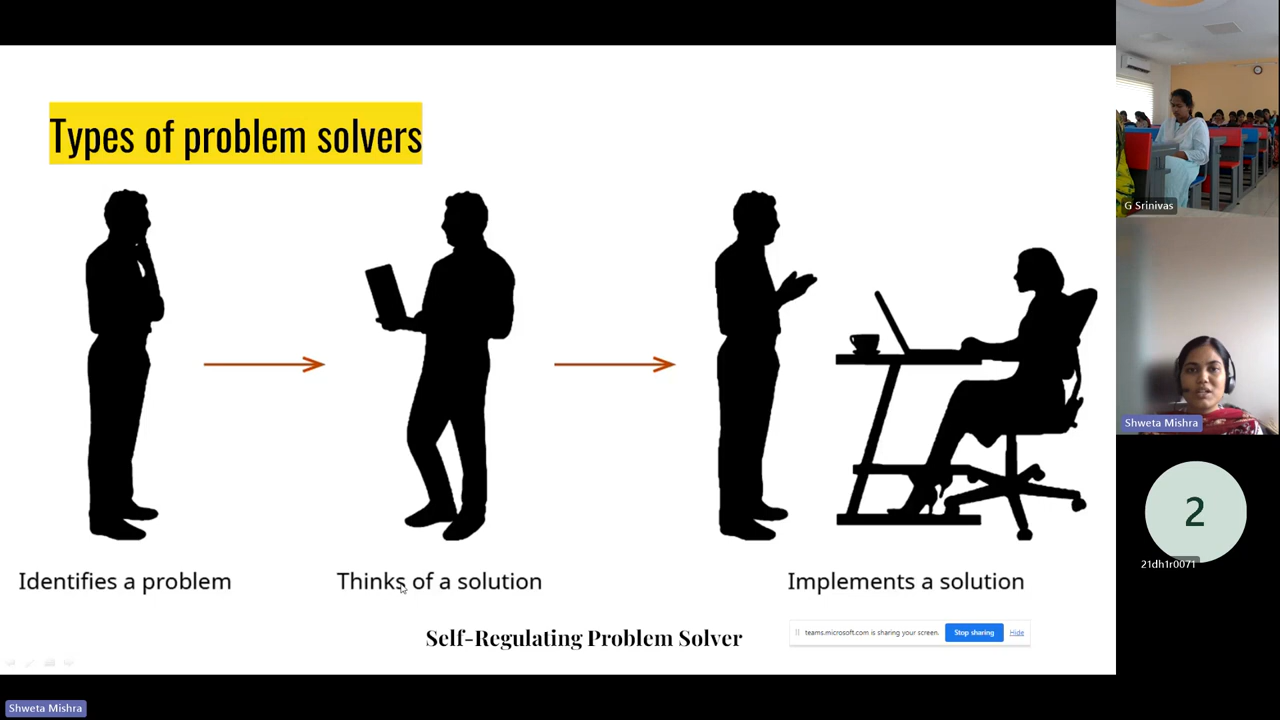 Types of problem solvers
Identifies a problem
Thinks of a solution
Implements a solution
Self-Regulating Problem Solver
teams.microsoft.com is sharing your screen.
Stop sharing
Hide
G Srinivas
Shweta Mishra
2
21dh1r0071
Shweta Mishra